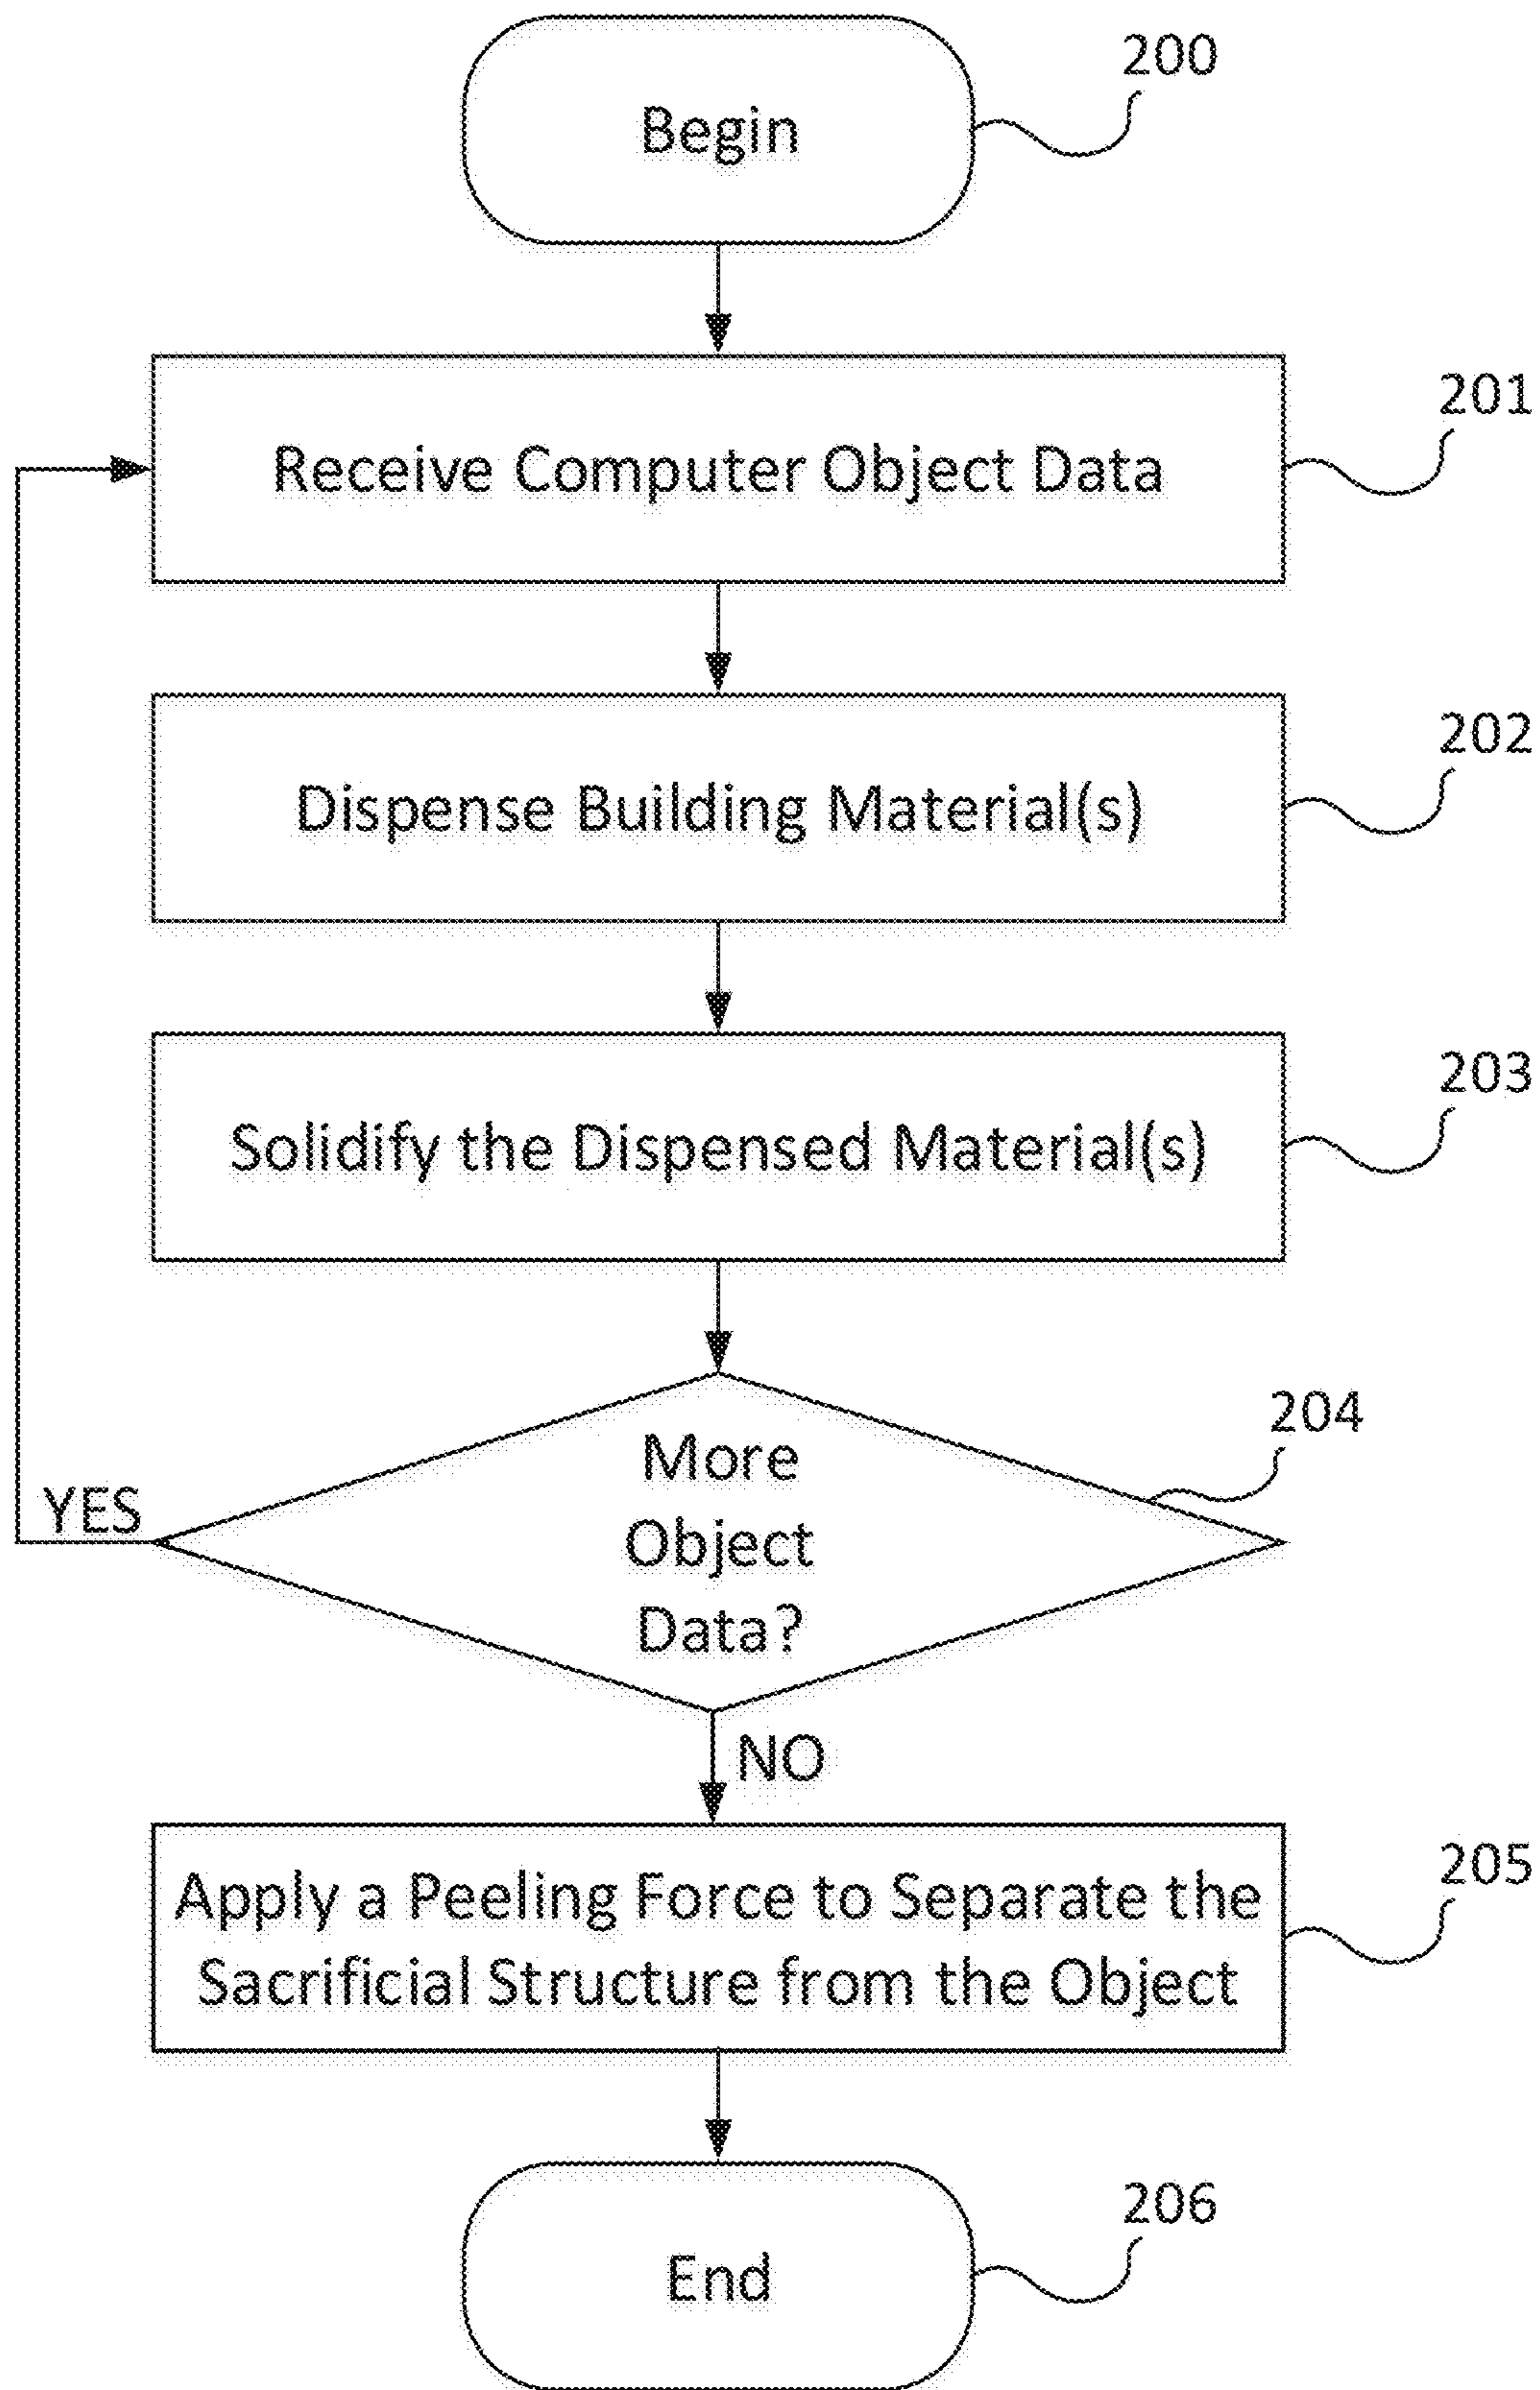 Begin
200
Receive Computer Object Data
201
Dispense Building Material(s)
202
Solidify the Dispensed Material(s)
203
More
Object
Data?
204
YES
NO
Apply a Peeling Force to Separate the
Sacrificial Structure from the Object
205
End
206